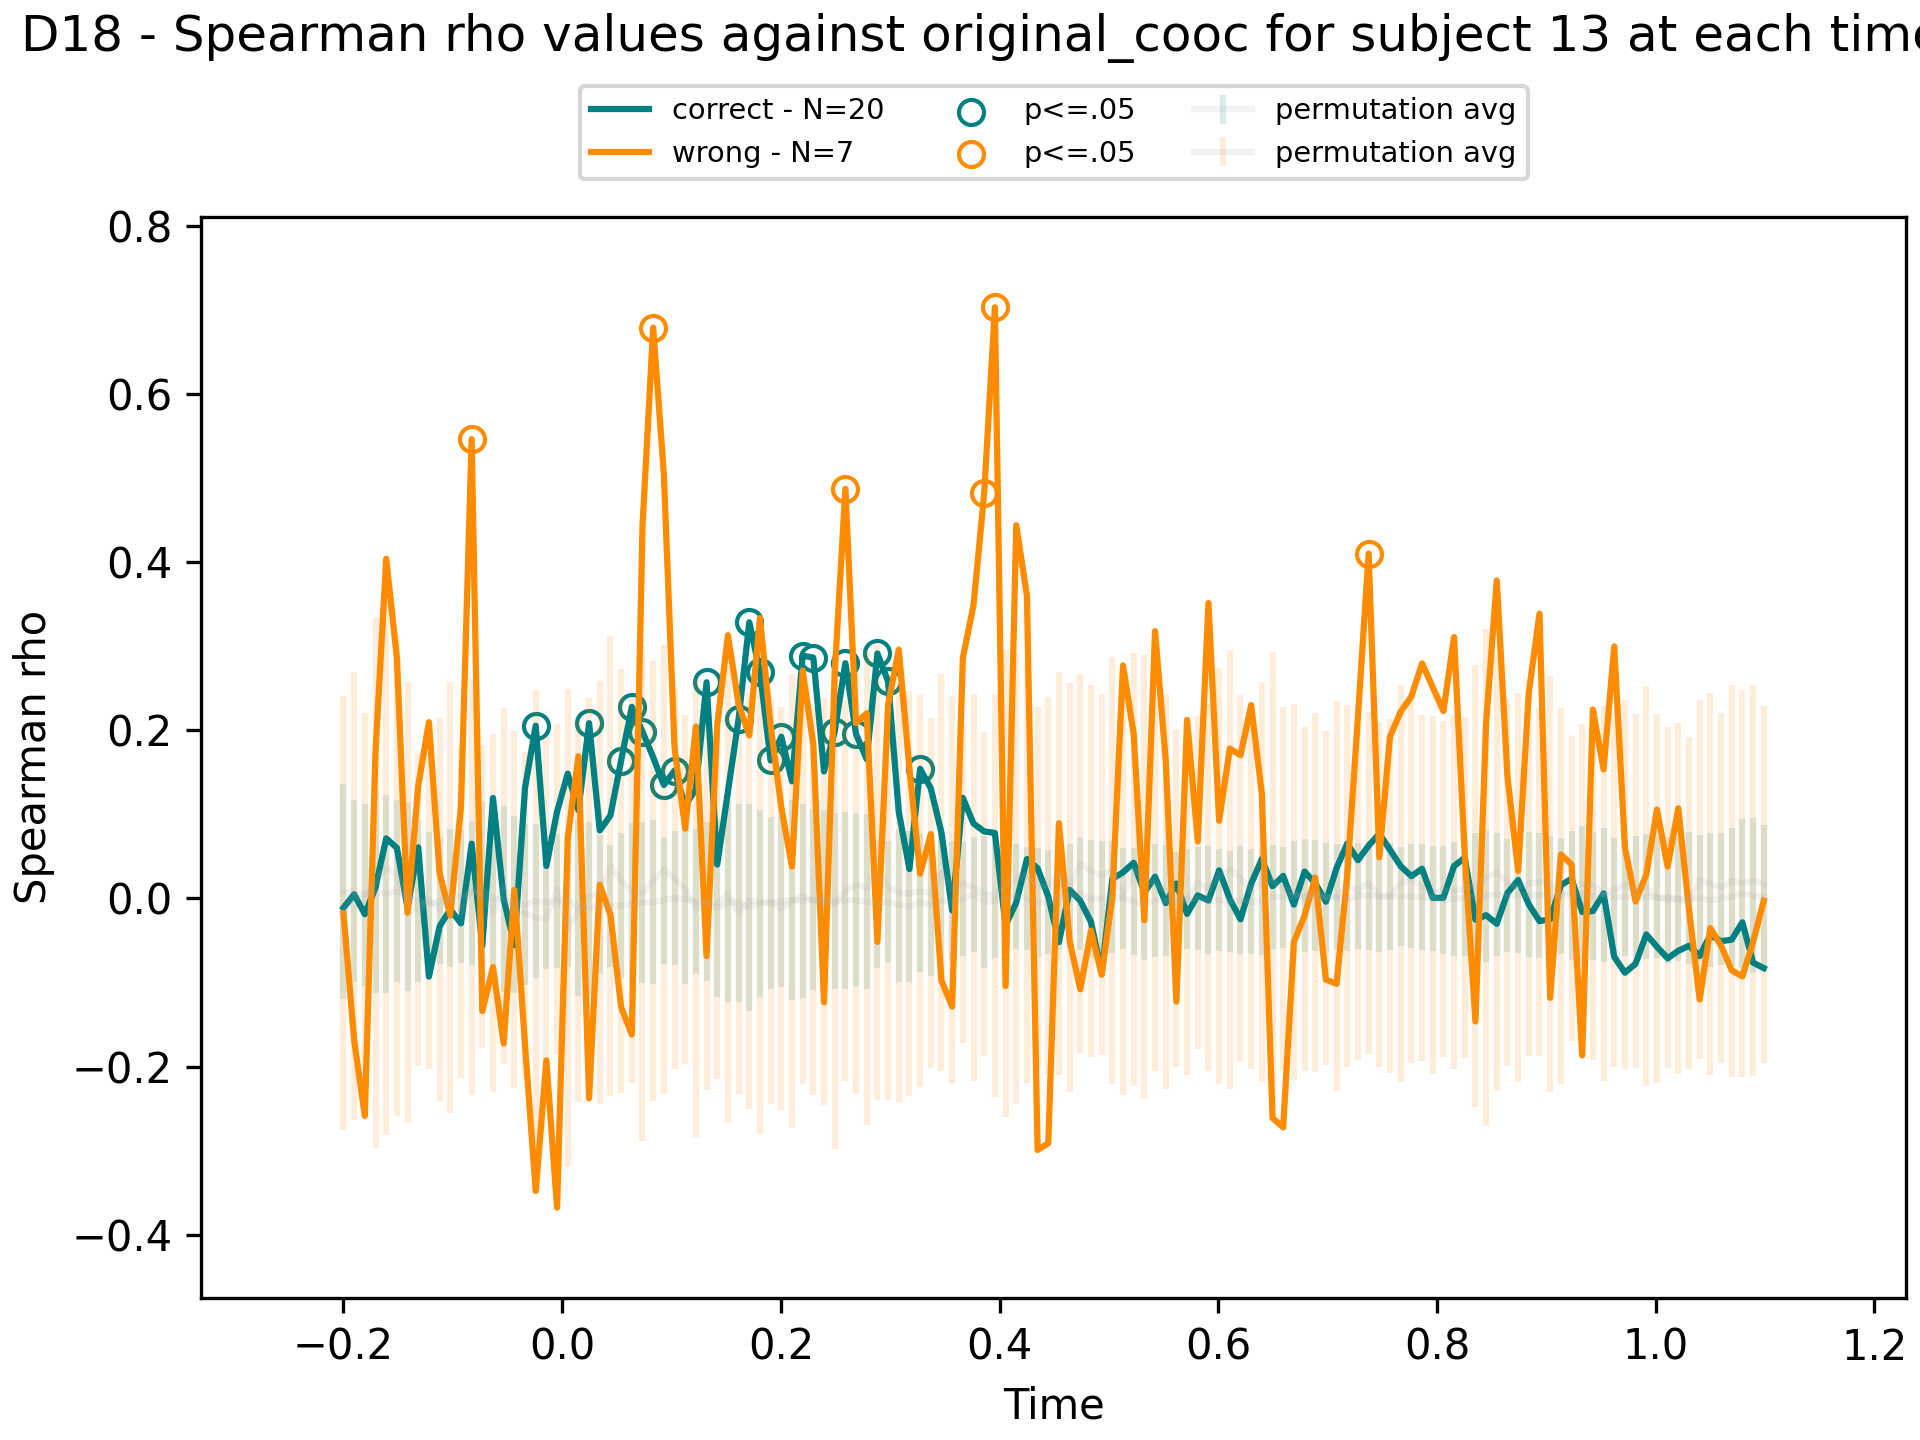 D18 - Spearman rho values against original_cooc for subject 13 at each time
correct - N=20 p<=.05 permutation avg
wrong - N=7 p<=.05 permutation avg
0.8
0.6
0.4
0.2
0.0
−0.2
−0.4
Spearman rho
−0.2 0.0 0.2 0.4 0.6 0.8 1.0 1.2
Time